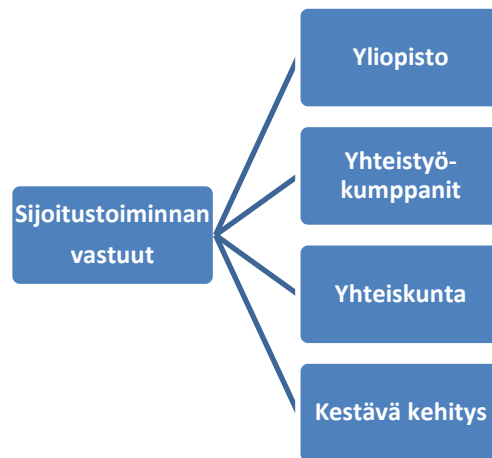 Yliopisto
Yhteistyö-
kumppanit
Sijoitustoiminnan
vastuut
Yhteiskunta
Kestävä kehitys